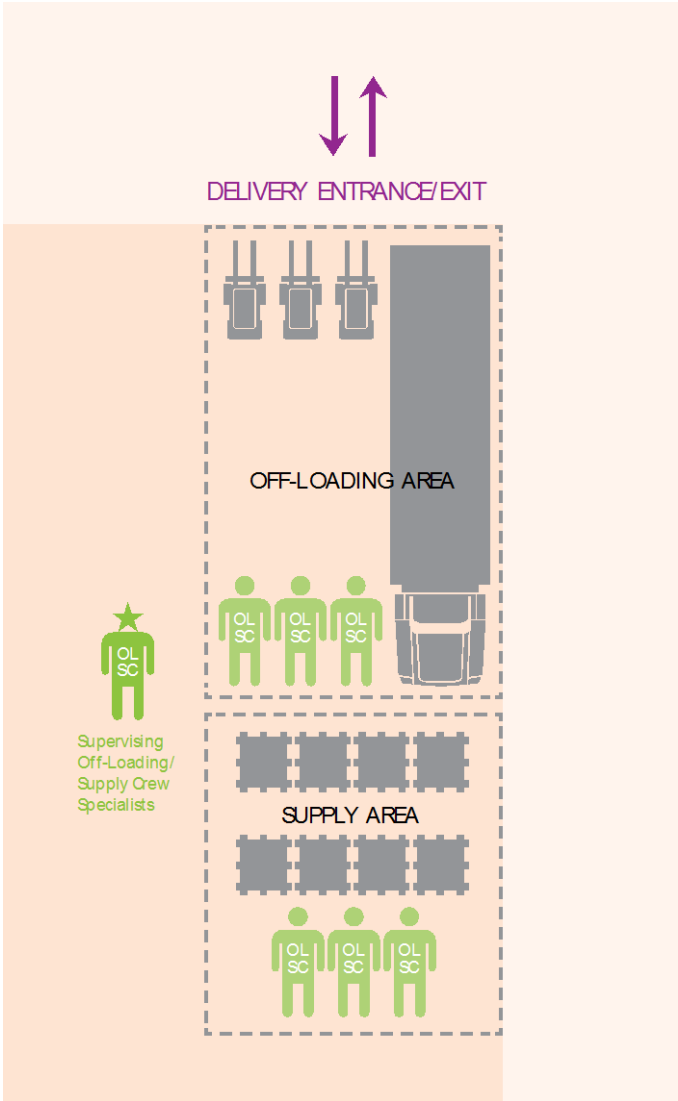 DELIVERY ENTRANCE/EXIT
OFF-LOADING AREA
OL
SC
OL
SC
OL
SC
OL
SC
Supervising
Off-Loading/
Supply Crew
Specialists
SUPPLY AREA
OL
SC
OL
SC
OL
SC